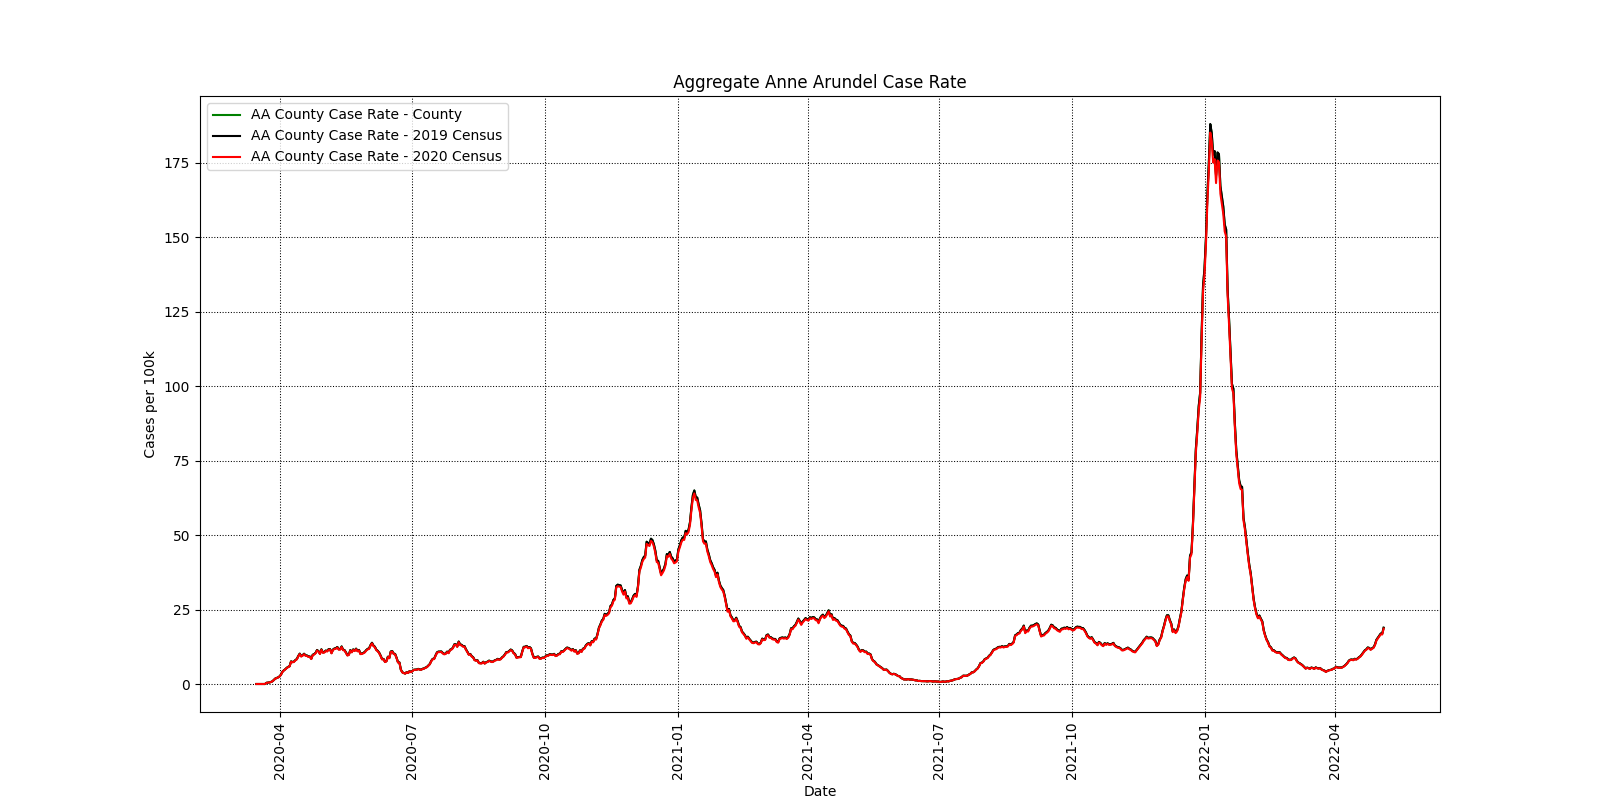 Aggregate Anne Arundel Case Rate
AA County Case Rate - County
AA County Case Rate - 2019 Census
AA County Case Rate - 2020 Census
175
150
125
100
75
50
25
0
Cases per 100k
2020-04
2020-07
2020-10
2021-01
2021-04
2021-07
2021-10
2022-01
2022-04
Date